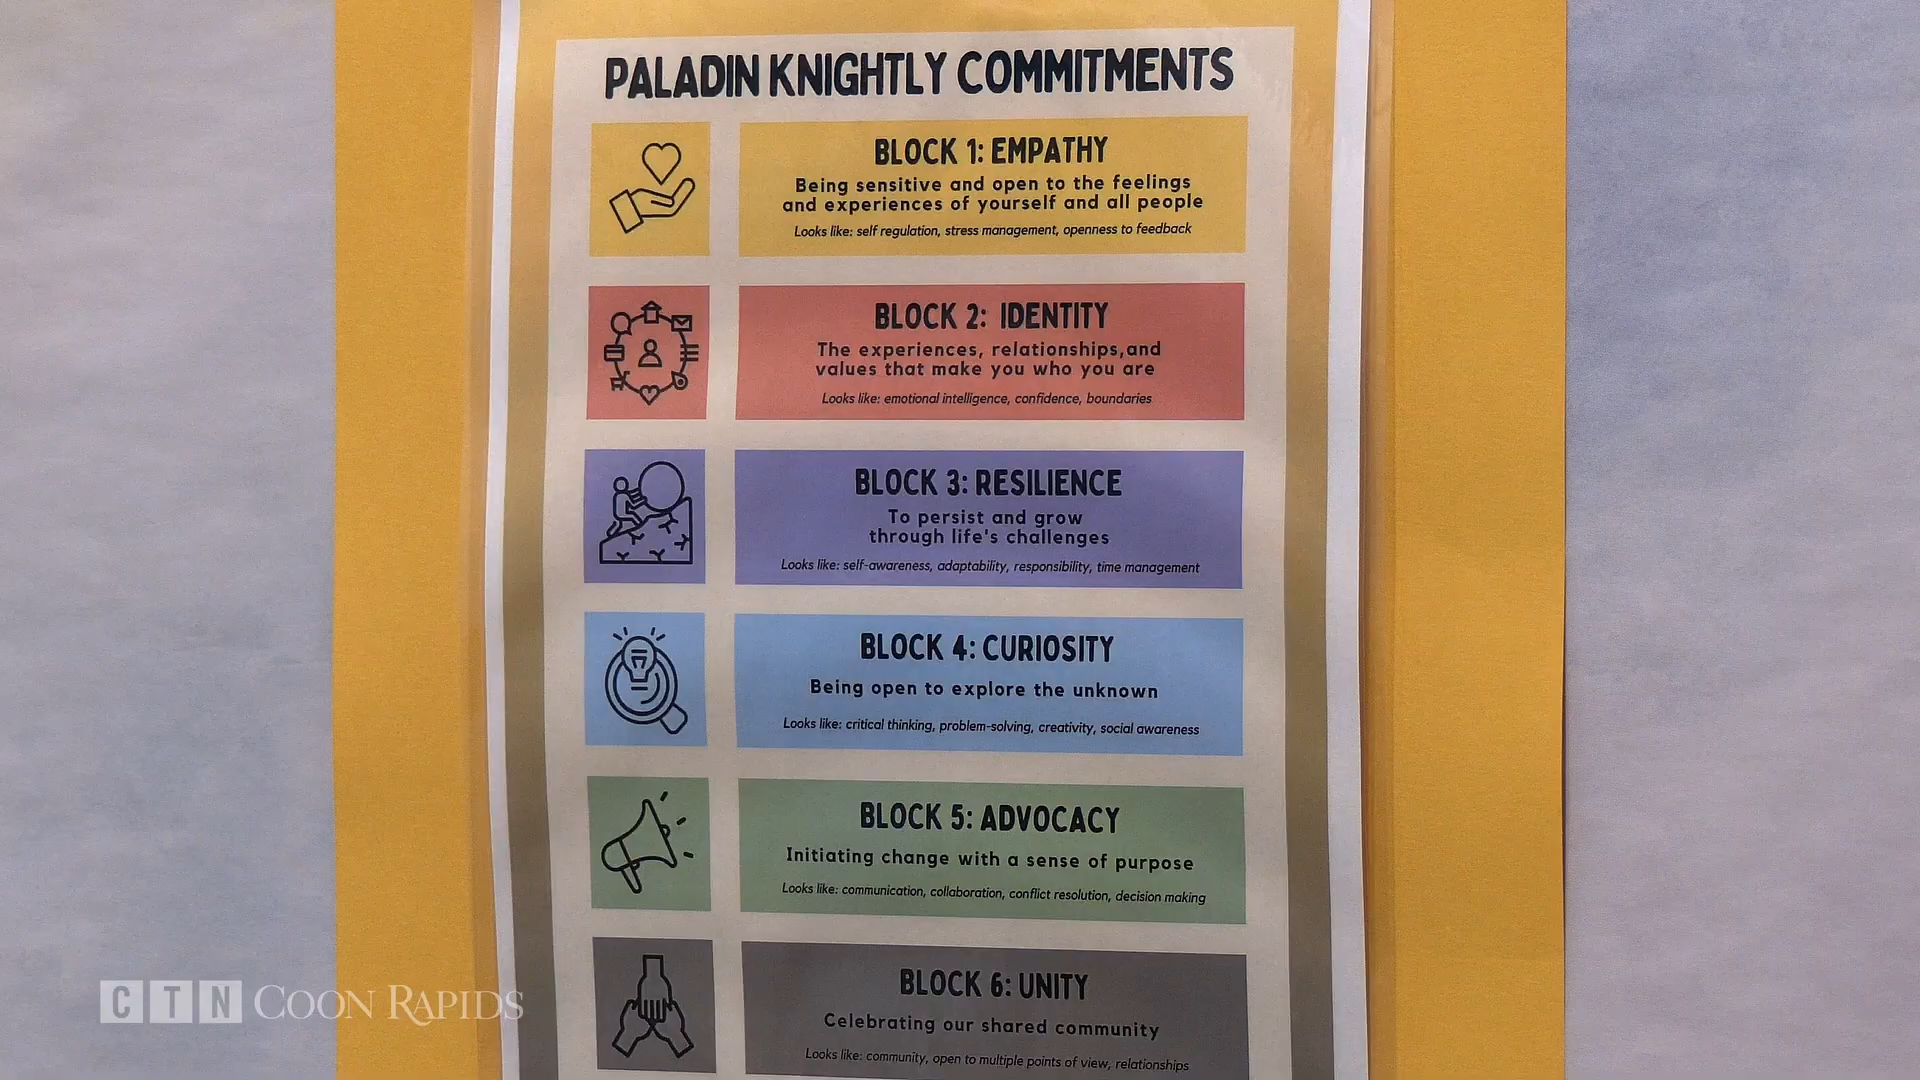 PALADIN KNIGHTLY COMMITMENTS
BLOCK 1: EMPATHY
Being sensitive and open to the feelings
and experiences of yourself and all people
Looks like: self regulation, stress management, openness to feedback
BLOCK 2: IDENTITY
The experiences, relationships,and
values that make you who you are
Looks like: emotional intelligence, confidence, boundaries
BLOCK 3: RESILIENCE
To persist and grow
through life's challenges
Looks like: self-awareness, adaptability, responsibility, time management
BLOCK 4: CURIOSITY
Being open to explore the unknown
Looks like: critical thinking, problem-solving, creativity, social awareness
BLOCK 5: ADVOCACY
Initiating change with a sense of purpose
Looks like: communication, collaboration, conflict resolution, decision making
BLOCK 6: UNITY
Celebrating our shared community
Looks like: community, open to multiple points of view, relationships
CTN COON RAPIDS